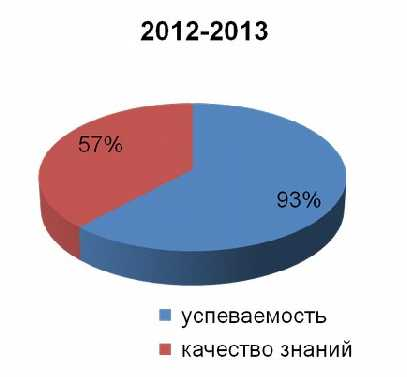 2012-2013
57%
93%
успеваемость
качество знаний